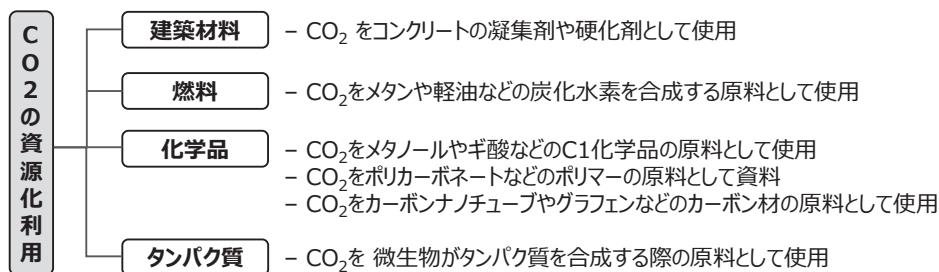 CO2の資源化利用
建築材料 – CO₂ をコンクリートの凝集剤や硬化剤として使用
燃料 – CO₂をメタンや軽油などの炭化水素を合成する原料として使用
化学品 – CO₂をメタノールやギ酸などのC1化学品の原料として使用
– CO₂をポリカーボネートなどのポリマーの原料として資料
– CO₂をカーボンナノチューブやグラフェンなどのカーボン材の原料として使用
タンパク質 – CO₂を 微生物がタンパク質を合成する際の原料として使用